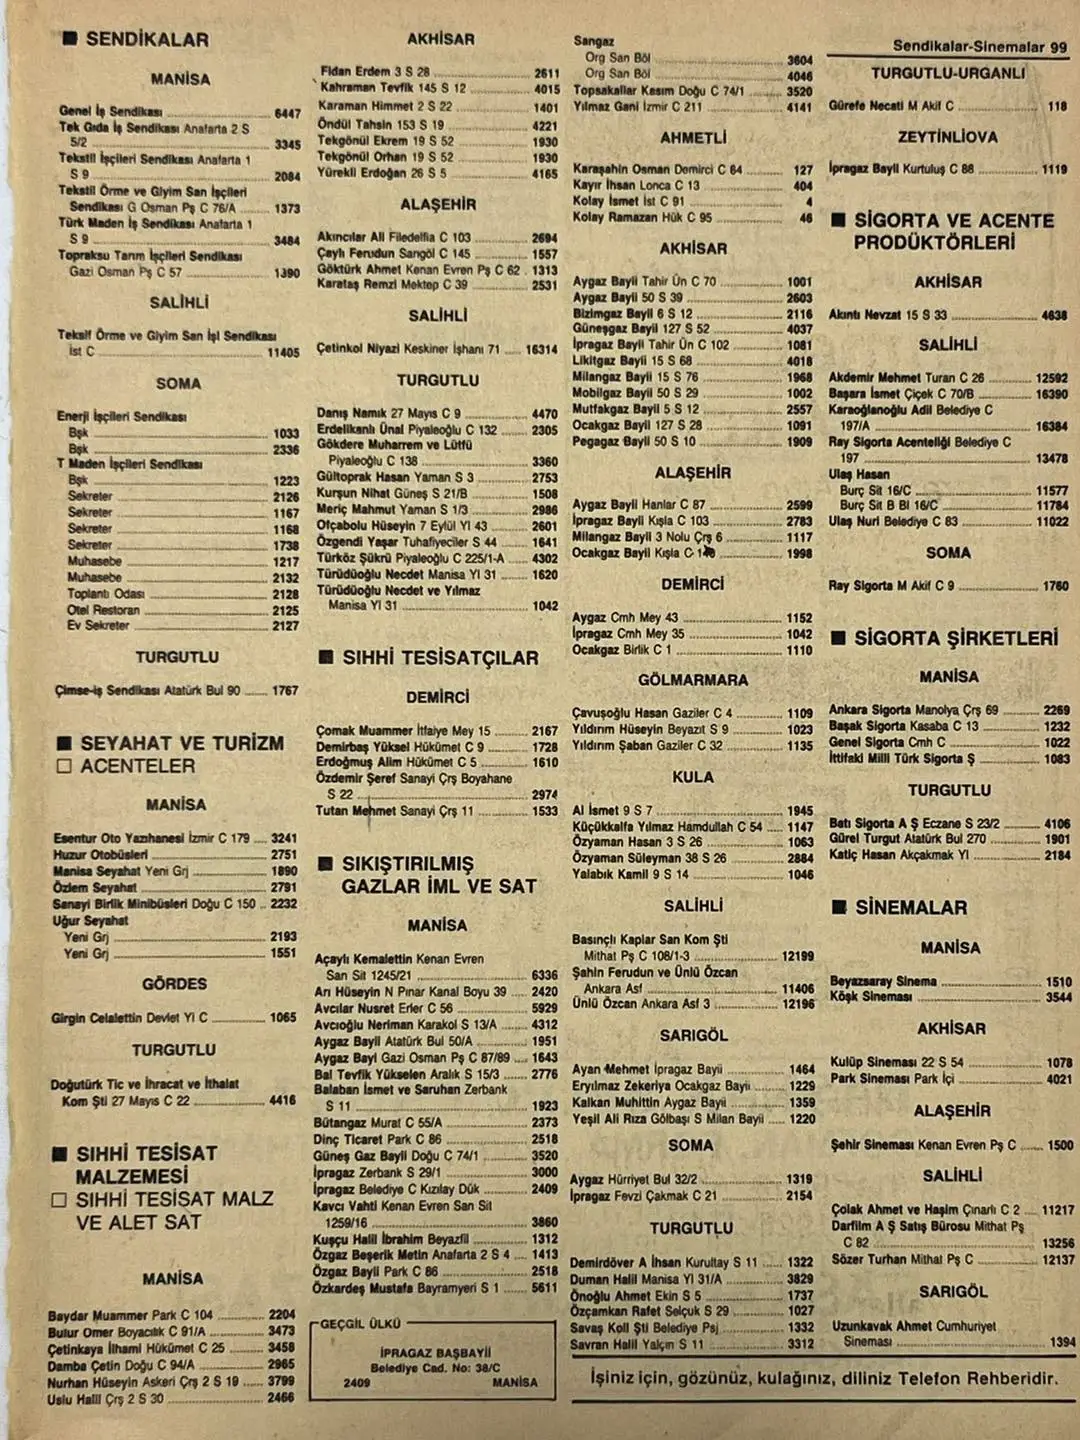 ■ SENDİKALAR
MANİSA
Genel İş Sendikası 6447
Tek Gıda İş Sendikası Anafarta 2 S
5/2 3345
Tekstil İşçileri Sendikası Anafarta 1
S 9 2084
Tekstil Örme ve Giyim San İşçileri
Sendikası G Osman Pş C 76/A 1373
Türk Maden İş Sendikası Anafarta 1
S 9 3484
Topraksu Tarım İşçileri Sendikası
Gazi Osman Pş C 57 1390
SALİHLİ
Teksif Örme ve Giyim San İşi Sendikası
İst C 11405
SOMA
Enerji İşçileri Sendikası
Bşk 1033
Bşk 2336
T Maden İşçileri Sendikası
Bşk 1223
Sekreter 2126
Sekreter 1167
Sekreter 1168
Sekreter 1738
Muhasebe 1217
Muhasebe 2132
Toplantı Odası 2128
Otel Restoran 2125
Ev Sekreter 2127
TURGUTLU
Çimse-iş Sendikası Atatürk Bul 90 1767
■ SEYAHAT VE TURİZM
□ ACENTELER
MANİSA
Esentur Oto Yazıhanesi İzmir C 179 3241
Huzur Otobüsleri 2751
Manisa Seyahat Yeni Grj 1890
Özlem Seyahat 2791
Sanayi Birlik Minibüsleri Doğu C 150 2232
Uğur Seyahat
Yeni Grj 2193
Yeni Grj 1551
GÖRDES
Girgin Celalettin Devlet Yl C 1065
TURGUTLU
Doğutürk Tic ve İhracat ve İthalat
Kom Şti 27 Mayıs C 22 4416
■ SIHHİ TESİSAT
MALZEMESİ
□ SIHHİ TESİSAT MALZ
VE ALET SAT
MANİSA
Baydar Muammer Park C 104 2204
Bulur Ömer Boyacılık C 91/A 3473
Çetinkaya İlhami Hükümet C 25 3458
Damba Çetin Doğu C 94/A 2965
Nurhan Hüseyin Askeri Çrş 2 S 19 3799
Uslu Halil Çrş 2 S 30 2466
AKHİSAR
Fidan Erdem 3 S 28 2611
Kahraman Tevfik 145 S 12 4015
Karaman Himmet 2 S 22 1401
Öndül Tahsin 153 S 19 4221
Tekgönül Ekrem 19 S 52 1930
Tekgönül Orhan 19 S 52 1930
Yürekli Erdoğan 26 S 5 4165
ALAŞEHİR
Akıncılar Ali Filedelfia C 103 2694
Çaylı Ferudun Sarıgöl C 145 1557
Göktürk Ahmet Kenan Evren Pş C 62 1313
Karataş Remzi Mektep C 39 2531
SALİHLİ
Çetinkol Niyazi Keskiner İşhanı 71 16314
TURGUTLU
Danış Namık 27 Mayıs C 9 4470
Erdelikanlı Ünal Piyaleoğlu C 132 2305
Gökdere Muharrem ve Lütfü
Piyaleoğlu C 138 3360
Gültoprak Hasan Yaman S 3 2753
Kurşun Nihat Güneş S 21/B 1508
Meriç Mahmut Yaman S 1/3 2986
Ofçabolu Hüseyin 7 Eylül Yl 43 2601
Özgendi Yaşar Tuhafiyeciler S 44 1641
Türköz Şükrü Piyaleoğlu C 225/1-A 4302
Türüdüoğlu Necdet Manisa Yl 31 1620
Türüdüoğlu Necdet ve Yılmaz
Manisa Yl 31 1042
■ SIHHİ TESİSATÇILAR
DEMİRCİ
Çomak Muammer İtfaiye Mey 15 2167
Demirbaş Yüksel Hükümet C 9 1728
Erdoğmuş Alim Hükümet C 5 1610
Özdemir Şeref Sanayi Çrş Boyahane
S 22 2974
Tutan Mehmet Sanayi Çrş 11 1533
■ SIKIŞTIRILMIŞ
GAZLAR İML VE SAT
MANİSA
Açaylı Kemalettin Kenan Evren
San Sit 1245/21 6336
Arı Hüseyin N Pınar Kanal Boyu 39 2420
Avcılar Nusret Erler C 56 5929
Avcıoğlu Neriman Karakol S 13/A 4312
Aygaz Bayii Atatürk Bul 50/A 1951
Aygaz Bayi Gazi Osman Pş C 87/89 1643
Bal Tevfik Yükselen Aralık S 15/3 2776
Balaban İsmet ve Saruhan Zerbank
S 11 1923
Bütangaz Murat C 55/A 2373
Dinç Ticaret Park C 86 2518
Güneş Gaz Bayii Doğu C 74/1 3520
İpragaz Zerbank S 29/1 3000
İpragaz Belediye C Kızılay Dük 2409
Kavcı Vahti Kenan Evren San Sit
1259/16 3860
Kuşçu Halil İbrahim Beyazfil 1312
Özgaz Beşerik Metin Anafarta 2 S 4 1413
Özgaz Bayii Park C 86 2518
Özkardeş Mustafa Bayramyeri S 1 5611
GEÇGİL ÜLKÜ
İPRAGAZ BAŞBAYİİ
Belediye Cad. No: 38/C
2409 MANİSA
Sangaz
Org San Böl 3604
Org San Böl 4046
Topsakallar Kasım Doğu C 74/1 3520
Yılmaz Gani İzmir C 211 4141
AHMETLİ
Karaşahin Osman Demirci C 64 127
Kayır İhsan Lonca C 13 404
Kolay İsmet İst C 91 4
Kolay Ramazan Hük C 95 46
AKHİSAR
Aygaz Bayii Tahir Ün C 70 1001
Aygaz Bayii 50 S 39 2603
Bizimgaz Bayii 6 S 12 2116
Güneşgaz Bayii 127 S 52 4037
İpragaz Bayii Tahir Ün C 102 1081
Likitgaz Bayii 15 S 68 4018
Milangaz Bayii 15 S 76 1968
Mobilgaz Bayii 50 S 29 1002
Mutfakgaz Bayii 5 S 12 2557
Ocakgaz Bayii 127 S 28 1091
Pegagaz Bayii 50 S 10 1909
ALAŞEHİR
Aygaz Bayii Hanlar C 87 2599
İpragaz Bayii Kışla C 103 2783
Milangaz Bayii 3 Nolu Çrş 6 1117
Ocakgaz Bayii Kışla C 1998
DEMİRCİ
Aygaz Cmh Mey 43 1152
İpragaz Cmh Mey 35 1042
Ocakgaz Birlik C 1 1110
GÖLMARMARA
Çavuşoğlu Hasan Gaziler C 4 1109
Yıldırım Hüseyin Beyazıt S 9 1023
Yıldırım Şaban Gaziler C 32 1135
KULA
Al İsmet 9 S 7 1945
Küçükkalfa Yılmaz Hamdullah C 54 1147
Özyaman Hasan 3 S 26 1063
Özyaman Süleyman 38 S 26 2884
Yalabık Kamil 9 S 14 1046
SALİHLİ
Basınçlı Kaplar San Kom Şti
Mithat Pş C 108/1-3 12199
Şahin Ferudun ve Ünlü Özcan
Ankara Asf 11406
Ünlü Özcan Ankara Asf 3 12196
SARIGÖL
Ayan Mehmet İpragaz Bayii 1464
Eryılmaz Zekeriya Ocakgaz Bayii 1229
Kalkan Muhittin Aygaz Bayii 1359
Yeşil Ali Rıza Gölbaşı S Milan Bayii 1220
SOMA
Aygaz Hürriyet Bul 32/2 1319
İpragaz Fevzi Çakmak C 21 2154
TURGUTLU
Demirdöver A İhsan Kurultay S 11 1322
Duman Halil Manisa Yl 31/A 3829
Önoğlu Ahmet Ekin S 5 1737
Özçamkan Rafet Selçuk S 29 1027
Savaş Koll Şti Belediye Psj 1332
Savran Halil Yalçın S 11 3312
Sendikalar-Sinemalar 99
TURGUTLU-URGANLI
Gürefe Necati M Akif C 118
ZEYTİNLİOVA
İpragaz Bayii Kurtuluş C 88 1119
■ SİGORTA VE ACENTE
PRODÜKTÖRLERİ
AKHİSAR
Akıntı Nevzat 15 S 33 4638
SALİHLİ
Akdemir Mehmet Turan C 26 12592
Başara İsmet Çiçek C 70/B 16390
Karaoğlanoğlu Adil Belediye C
197/A 16384
Ray Sigorta Acenteliği Belediye C
197 13478
Ulaş Hasan
Burç Sit 16/C 11577
Burç Sit B Bl 16/C 11784
Ulaş Nuri Belediye C 83 11022
SOMA
Ray Sigorta M Akif C 9 1760
■ SİGORTA ŞİRKETLERİ
MANİSA
Ankara Sigorta Manolya Çrş 69 2269
Başak Sigorta Kasaba C 13 1232
Genel Sigorta Cmh C 1022
İttifaki Milli Türk Sigorta Ş 1083
TURGUTLU
Batı Sigorta A Ş Eczane S 23/2 4106
Gürel Turgut Atatürk Bul 270 1901
Katiç Hasan Akçakmak Yl 2184
■ SİNEMALAR
MANİSA
Beyazsaray Sinema 1510
Köşk Sineması 3544
AKHİSAR
Kulüp Sineması 22 S 54 1078
Park Sineması Park İçi 4021
ALAŞEHİR
Şehir Sineması Kenan Evren Pş C 1500
SALİHLİ
Çolak Ahmet ve Haşim Çınarlı C 2 11217
Darfilm A Ş Satış Bürosu Mithat Pş
C 82 13256
Sözer Turhan Mithat Pş C 12137
SARIGÖL
Uzunkavak Ahmet Cumhuriyet
Sineması 1394
İşiniz için, gözünüz, kulağınız, diliniz Telefon Rehberidir.